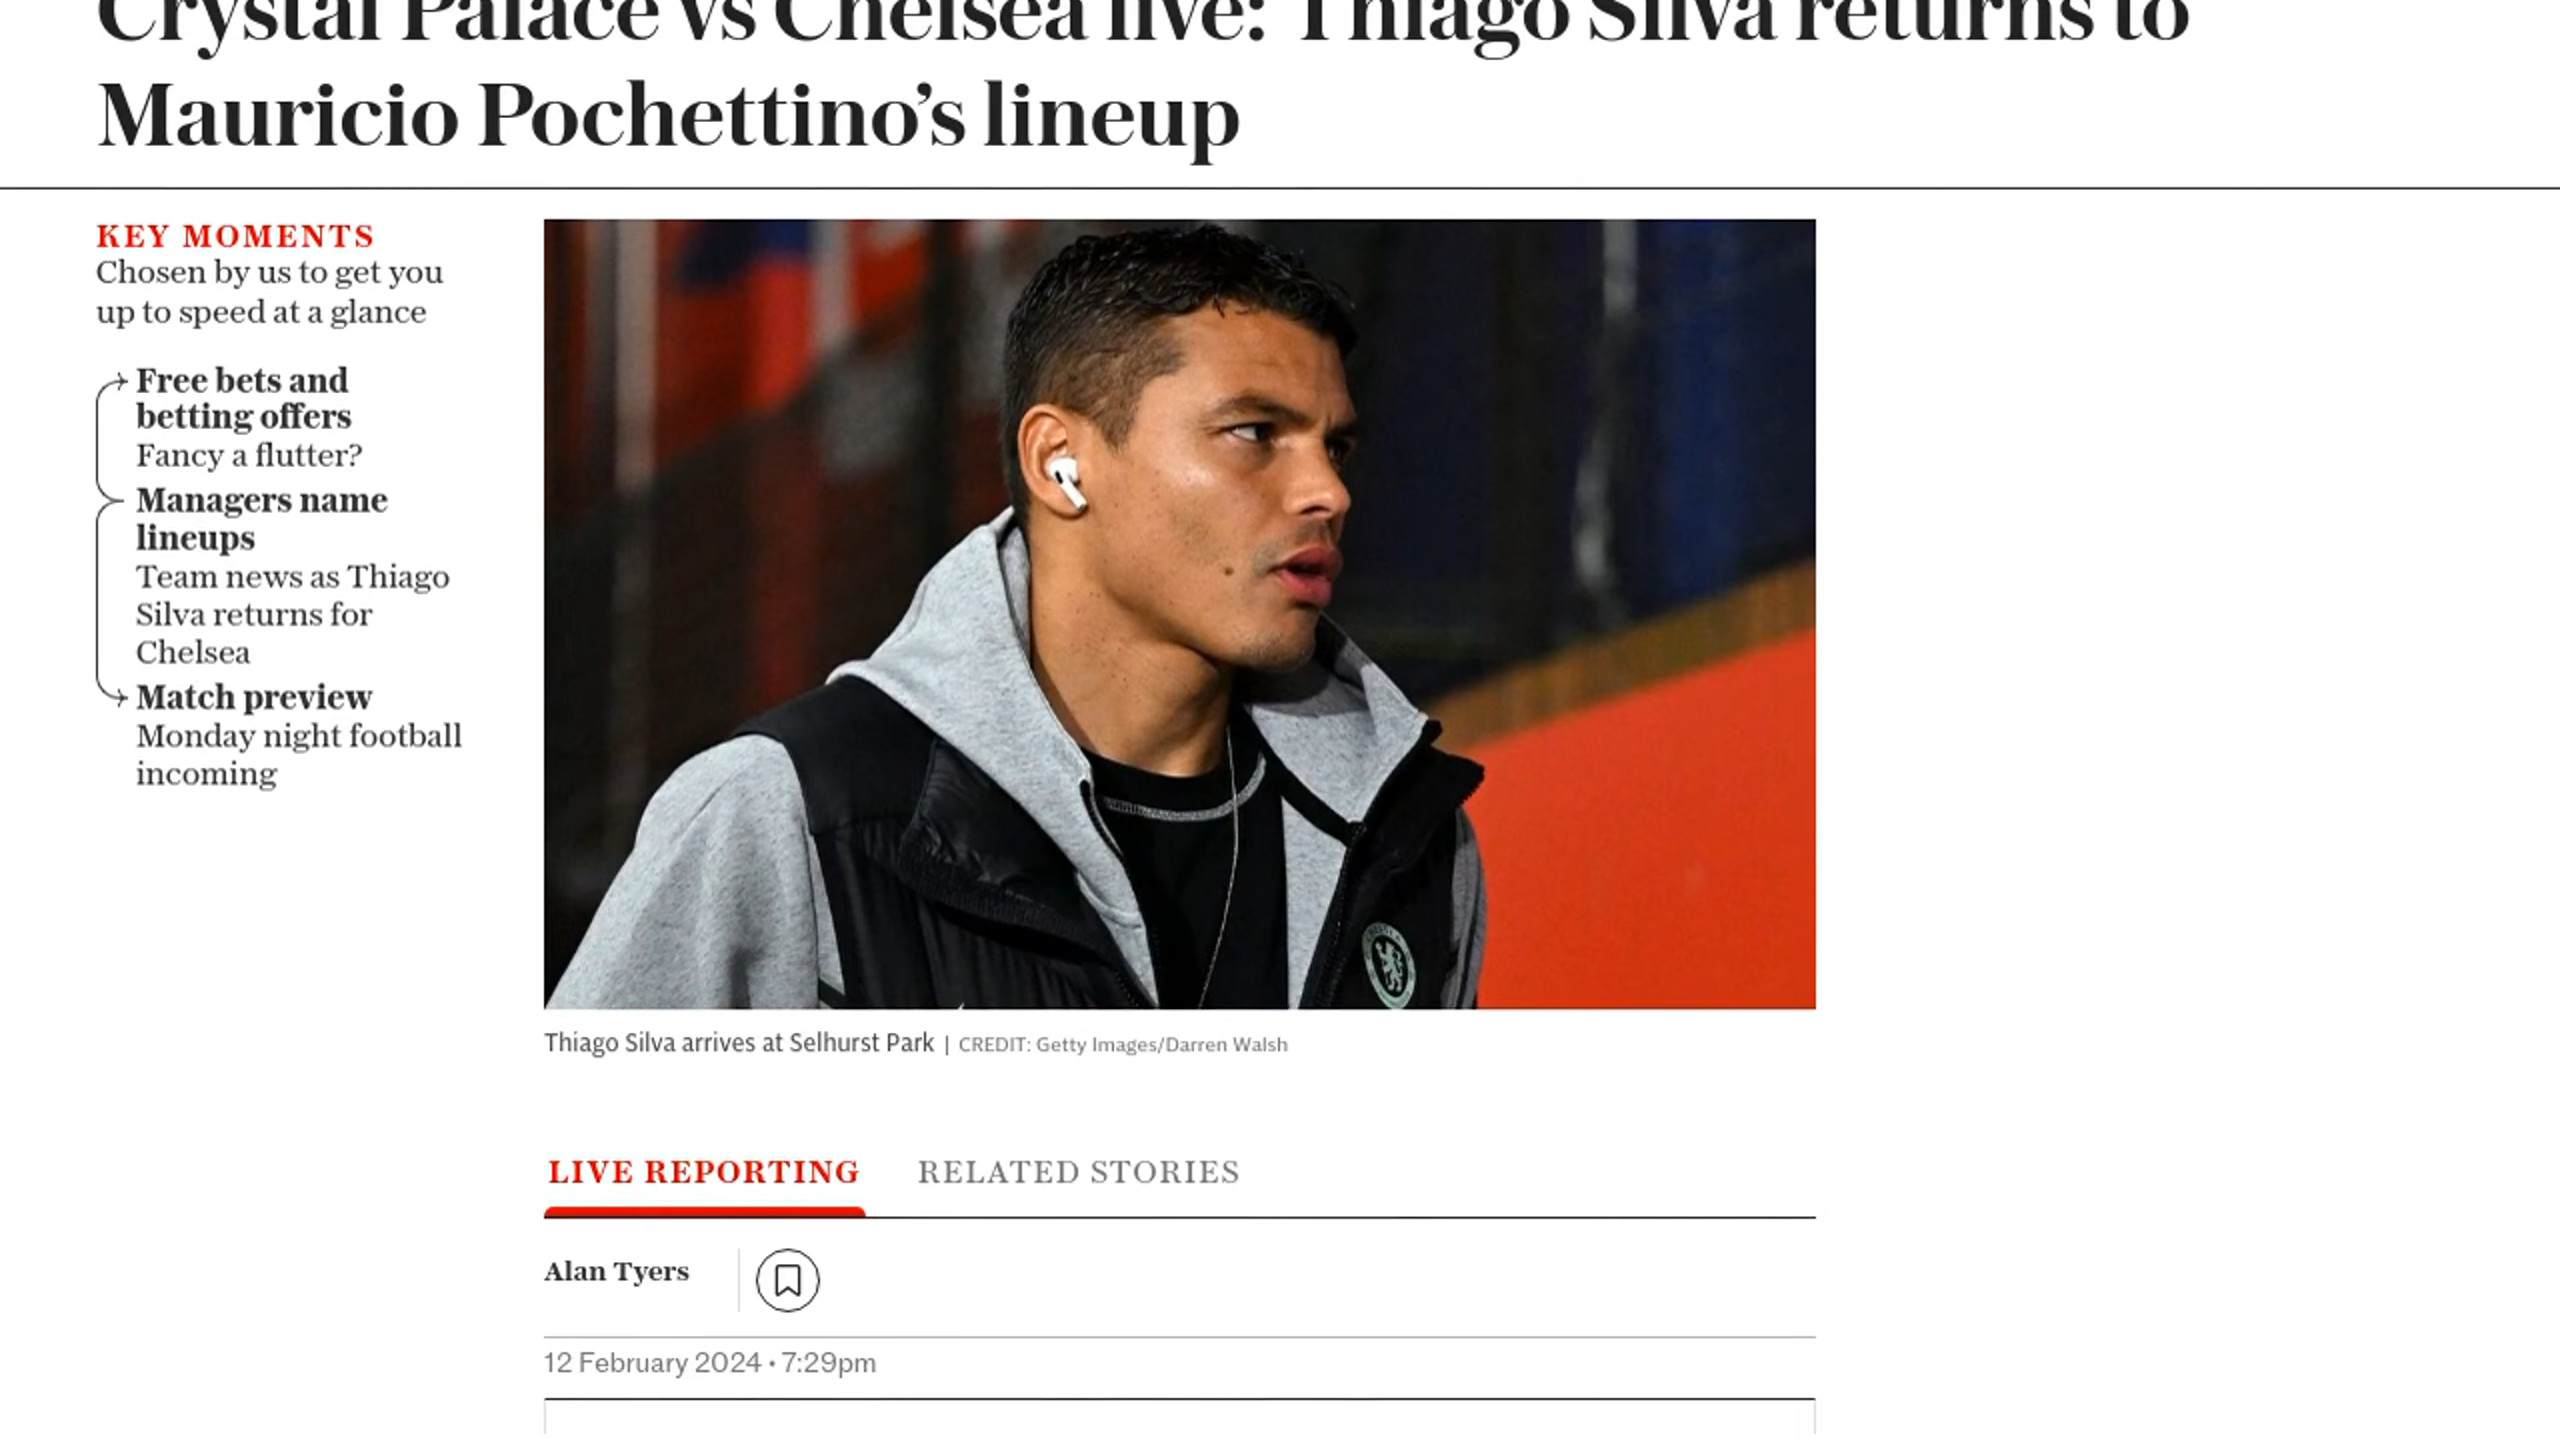 Crystal Palace vs Chelsea live: Thiago Silva returns to
Mauricio Pochettino’s lineup
KEY MOMENTS
Chosen by us to get you
up to speed at a glance
Free bets and
betting offers
Fancy a flutter?
Managers name
lineups
Team news as Thiago
Silva returns for
Chelsea
Match preview
Monday night football
incoming
Thiago Silva arrives at Selhurst Park | CREDIT: Getty Images/Darren Walsh
LIVE REPORTING RELATED STORIES
Alan Tyers
12 February 2024 • 7:29pm